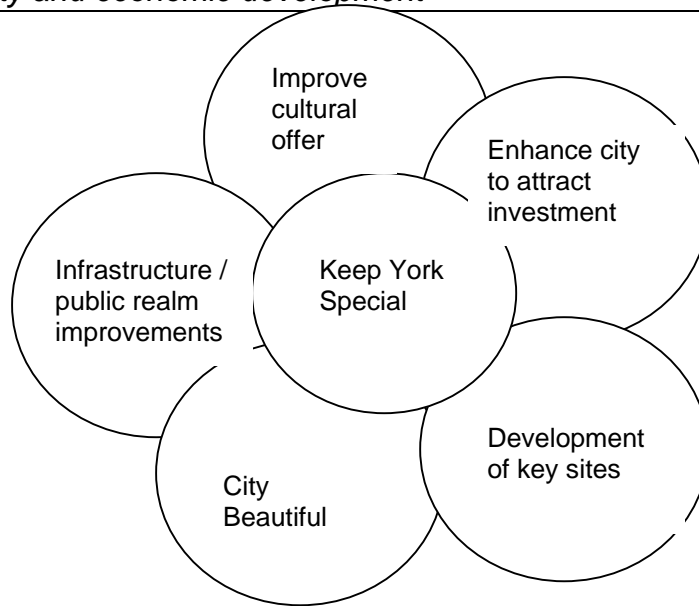 and economic development
Improve
cultural
offer
Enhance city
to attract
investment
Infrastructure /
public realm
improvements
Keep York
Special
Development
of key sites
City
Beautiful